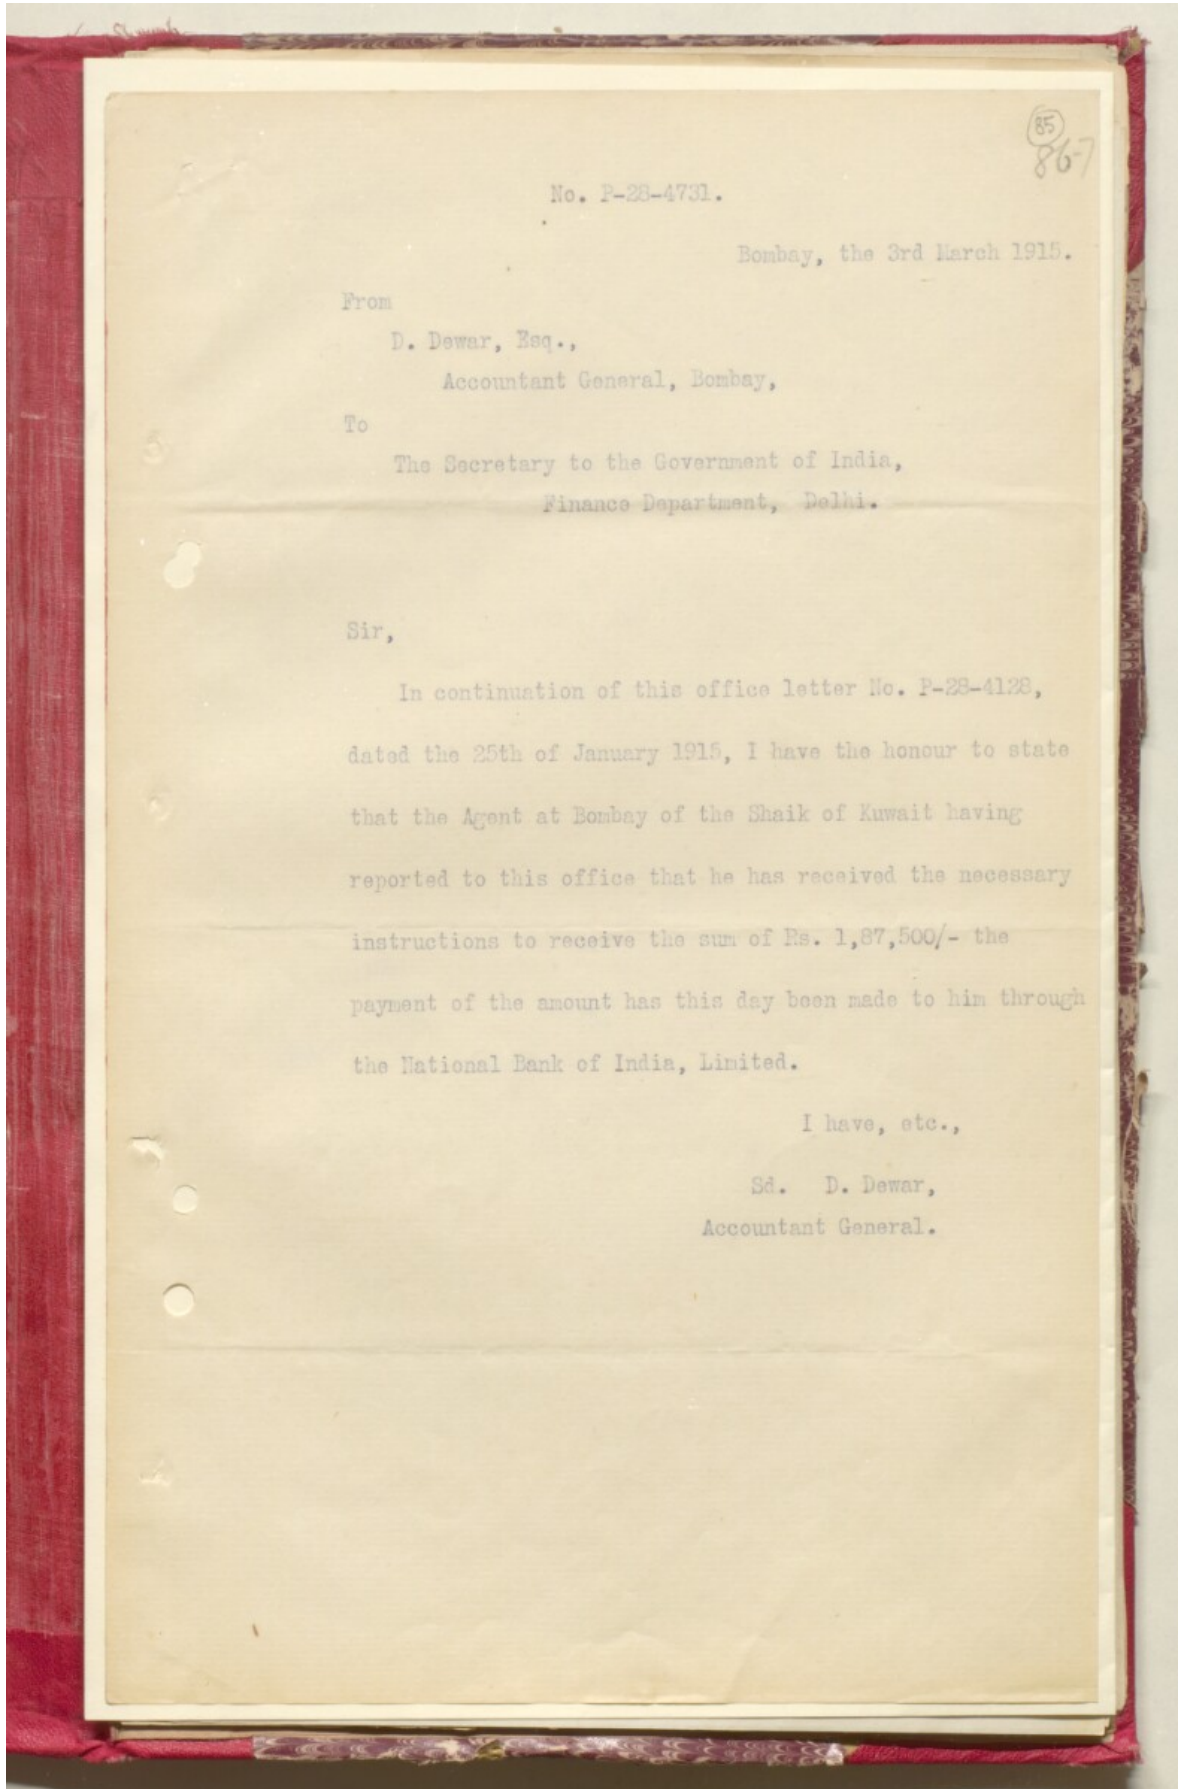 85
86-7
No. P-28-4731.
Bombay, the 3rd March 1915.
From
D. Dewar, Esq.,
Accountant General, Bombay,
To
The Secretary to the Government of India,
Finance Department, Delhi.
Sir,
In continuation of this office letter No. P-28-4128,
dated the 25th of January 1915, I have the honour to state
that the Agent at Bombay of the Shaik of Kuwait having
reported to this office that he has received the necessary
instructions to receive the sum of Rs. 1,87,500/- the
payment of the amount has this day been made to him through
the National Bank of India, Limited.
I have, etc.,
Sd. D. Dewar,
Accountant General.